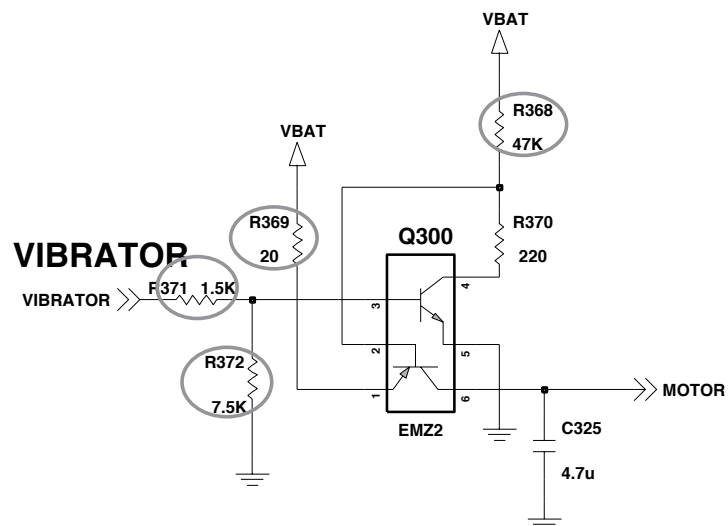 VBAT
R368
47K
VBAT
R369
20
R370
220
Q300
VIBRATOR
R371 1.5K
VIBRATOR
3
4
2
5
1
6
R372
7.5K
EMZ2
MOTOR
C325
4.7u